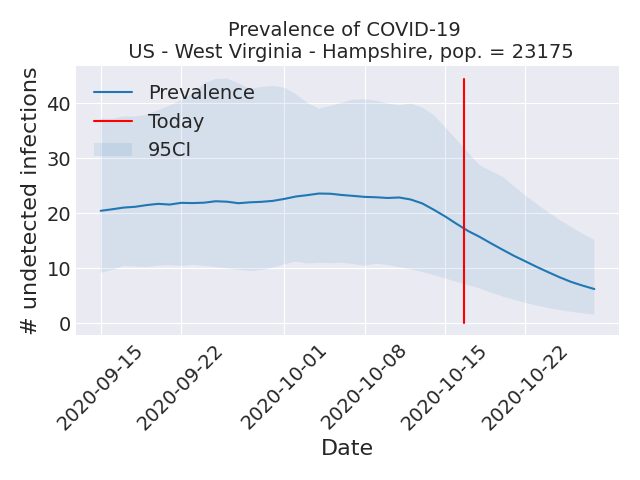 Prevalence of COVID-19
US - West Virginia - Hampshire, pop. = 23175
# undetected infections
40
30
20
10
0
Prevalence
Today
95CI
2020-09-15
2020-09-22
2020-10-01
2020-10-08
2020-10-15
2020-10-22
Date